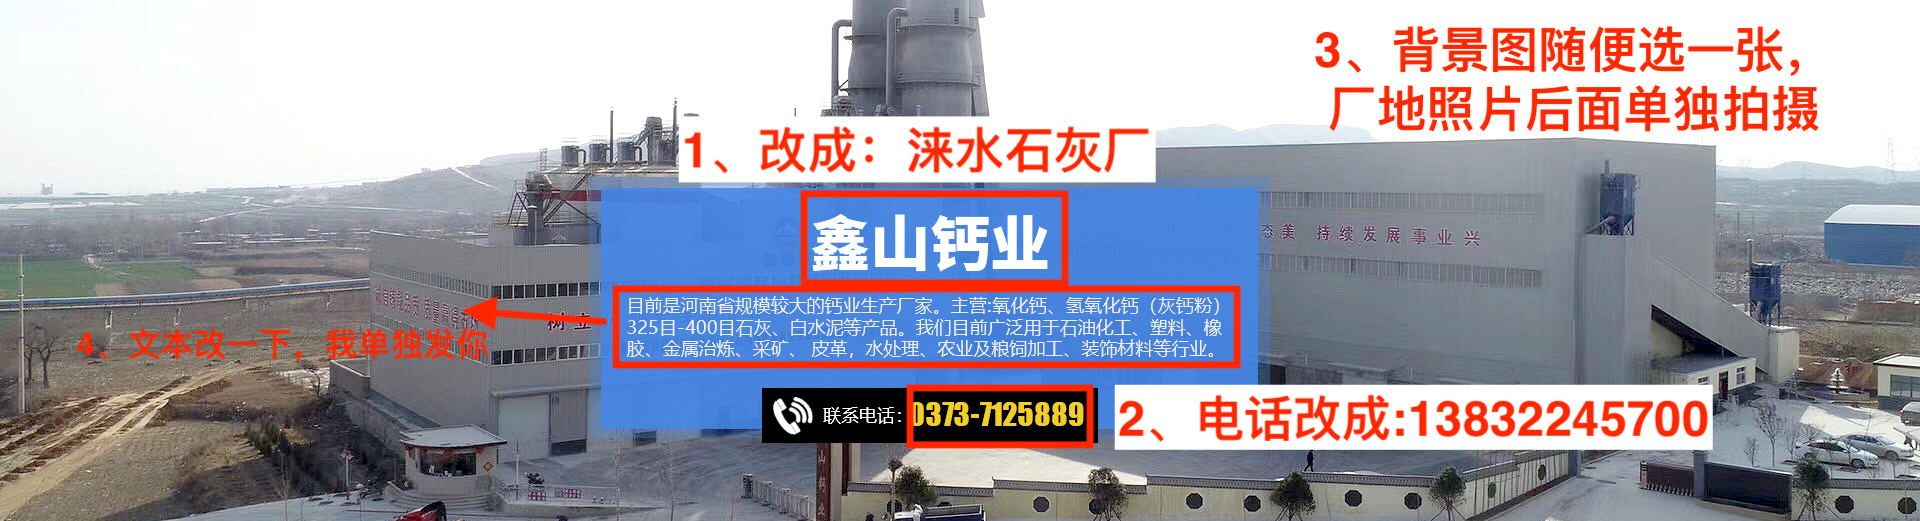 3、背景图随便选一张，
厂地照片后面单独拍摄
1、改成：涞水石灰厂
鑫山钙业
态美 持续发展事业兴
目前是河南省规模较大的钙业生产厂家。主营:氧化钙、氢氧化钙（灰钙粉）
325目-400目石灰、白水泥等产品。我们目前广泛用于石油化工、塑料、橡
胶、金属冶炼、采矿、 皮革，水处理、农业及粮饲加工、装饰材料等行业。
树立
4、文本改一下，我单独发你
联系电话：
0373-7125889
2、电话改成:13832245700